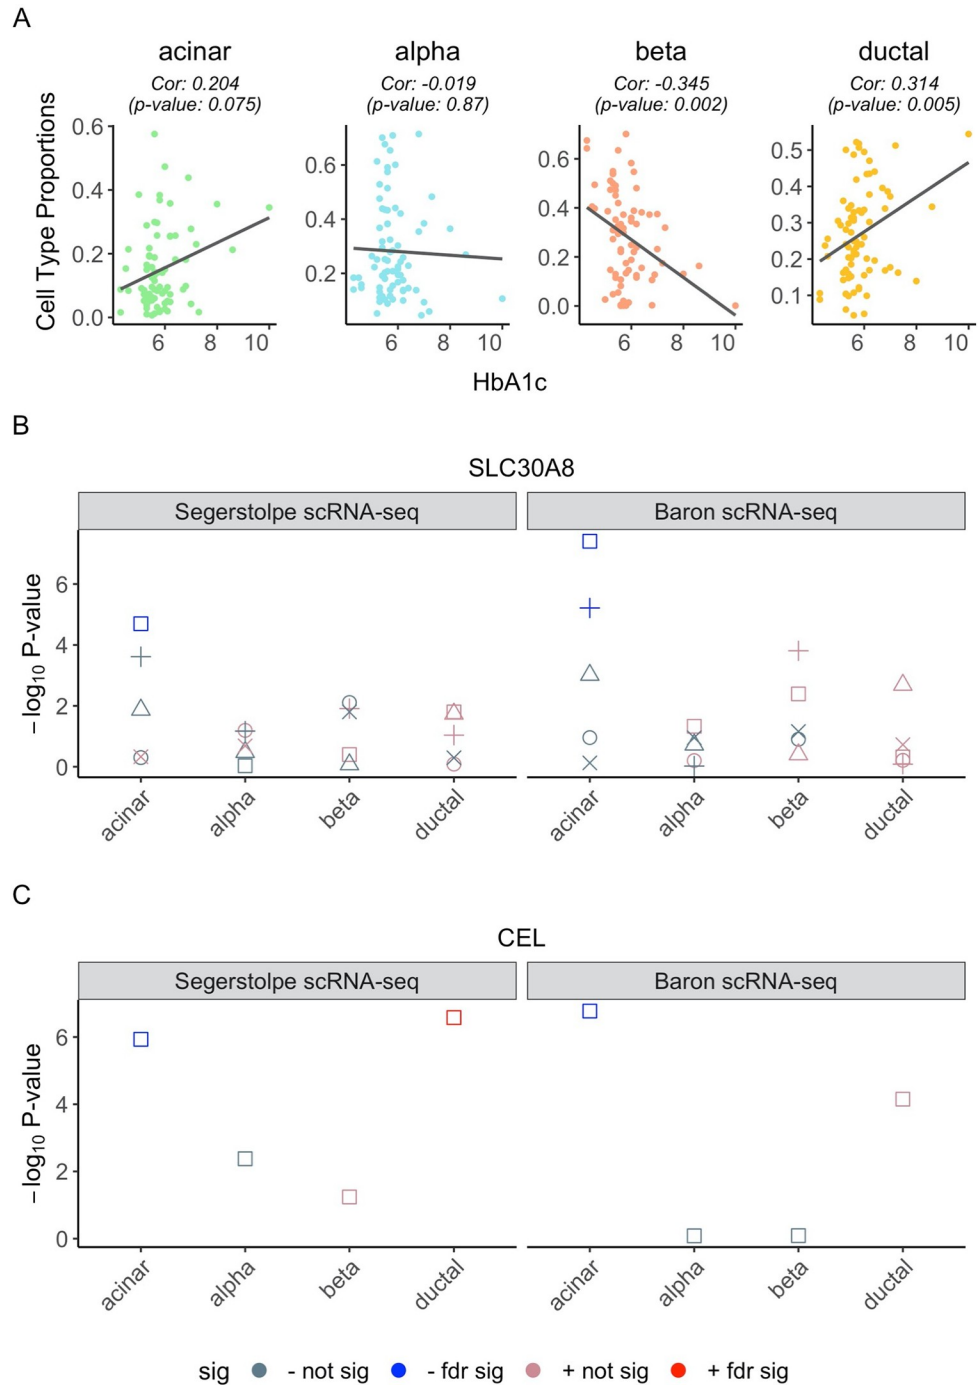 A
acinar alpha beta ductal
Cor: 0.204 Cor: -0.019 Cor: -0.345 Cor: 0.314
(p-value: 0.075) (p-value: 0.87) (p-value: 0.002) (p-value: 0.005)
Cell Type Proportions
0.6
0.4
0.2
0.0
0.6
0.4
0.2
0.6
0.4
0.2
0.0
0.5
0.4
0.3
0.2
0.1
6 8 10 6 8 10 6 8 10 6 8 10
HbA1c
B
SLC30A8
Segerstolpe scRNA-seq Baron scRNA-seq
−log10 P-value
6
4
2
0
acinar alpha beta ductal acinar alpha beta ductal
C
CEL
Segerstolpe scRNA-seq Baron scRNA-seq
−log10 P-value
6
4
2
0
acinar alpha beta ductal acinar alpha beta ductal
sig - not sig - fdr sig + not sig + fdr sig